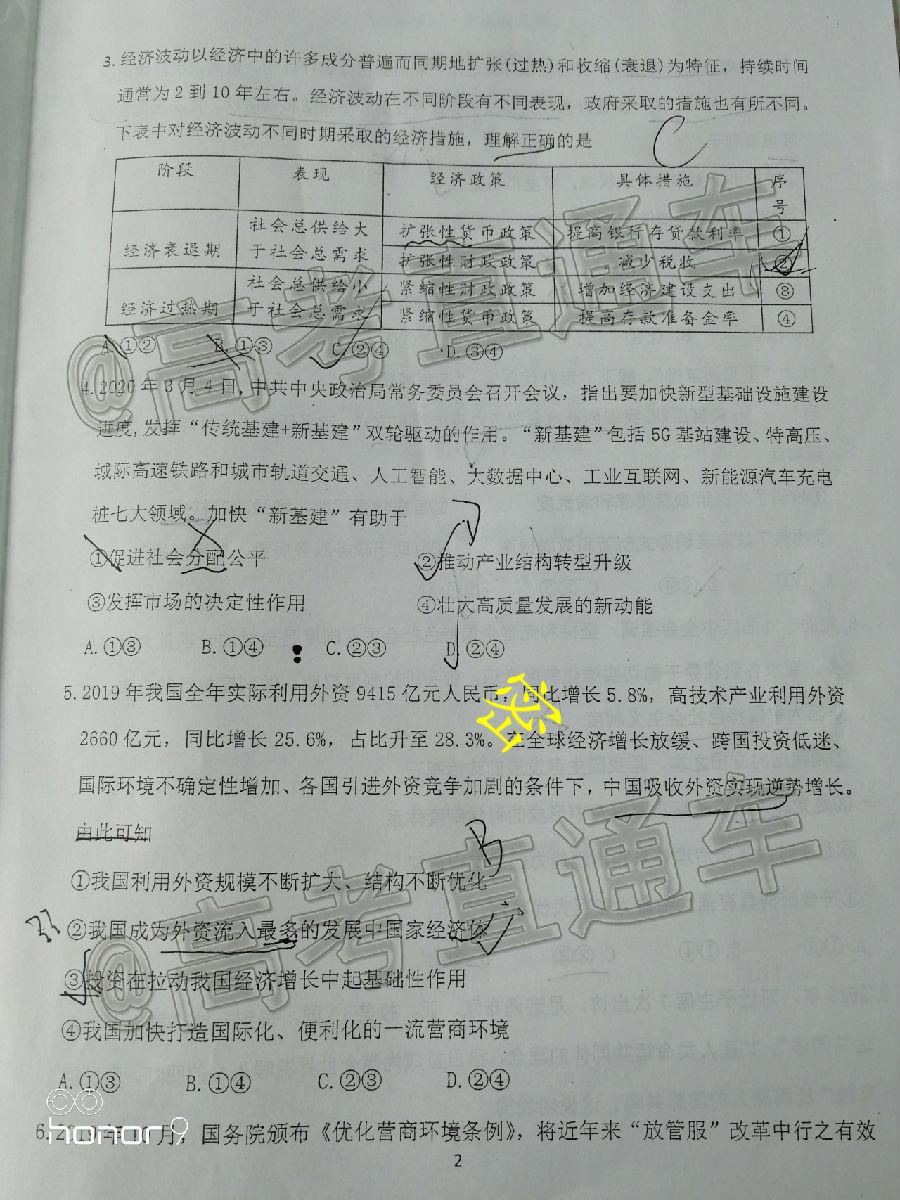 3. 经济波动以经济中的许多成分普遍而同期地扩张(过热)和收缩(衰退)为特征，持续时间
通常为2到10年左右。经济波动在不同阶段有不同表现，政府采取的措施也有所不同。
下表中对经济波动不同时期采取的经济措施，理解正确的是
C
阶段 表现 经济政策 具体措施 序号
经济衰退期 社会总供给大于社会总需求 扩张性货币政策 提高银行存贷款利率 ①
扩张性财政政策 减少税收 ②
经济过热期 社会总供给小于社会总需求 紧缩性财政政策 增加经济建设支出 ③
紧缩性货币政策 提高存款准备金率 ④
A.①② B.①③ C.②④ D.③④
4.2020年3月4日，中共中央政治局常务委员会召开会议，指出要加快新型基础设施建设
进度，发挥“传统基建+新基建”双轮驱动的作用。“新基建”包括5G基站建设、特高压、
城际高速铁路和城市轨道交通、人工智能、大数据中心、工业互联网、新能源汽车充电
桩七大领域。加快“新基建”有助于
①促进社会分配公平 ②推动产业结构转型升级
③发挥市场的决定性作用 ④壮大高质量发展的新动能
A.①③ B.①④ C.②③ D.②④
5.2019年我国全年实际利用外资9415亿元人民币，同比增长5.8%，高技术产业利用外资
密
2660亿元，同比增长25.6%，占比升至28.3%。在全球经济增长放缓、跨国投资低迷、
国际环境不确定性增加、各国引进外资竞争加剧的条件下，中国吸收外资实现逆势增长。
由此可知
B
①我国利用外资规模不断扩大、结构不断优化
②我国成为外资流入最多的发展中国家经济体
③投资在拉动我国经济增长中起基础性作用
④我国加快打造国际化、便利化的一流营商环境
A.①③ B.①④ C.②③ D.②④
6.2019年10月，国务院颁布《优化营商环境条例》，将近年来“放管服”改革中行之有效
2
@高考直通车
@高考直通车
honor 9